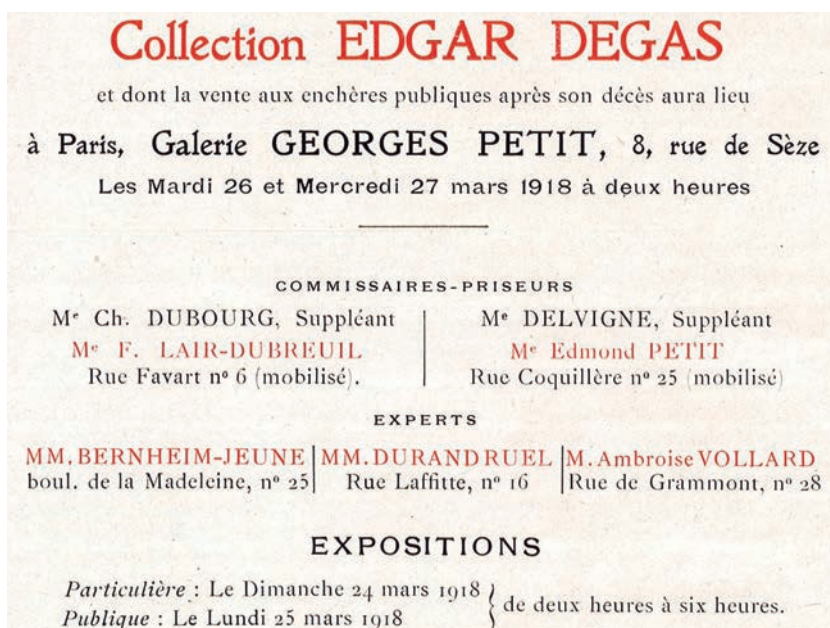 Collection EDGAR DEGAS
et dont la vente aux enchères publiques après son décès aura lieu
à Paris, Galerie GEORGES PETIT, 8, rue de Sèze
Les Mardi 26 et Mercredi 27 mars 1918 à deux heures
COMMISSAIRES-PRISEURS
Me Ch. DUBOURG, Suppléant
Me F. LAIR-DUBREUIL
Rue Favart nº 6 (mobilisé).
Me DELVIGNE, Suppléant
Me Edmond PETIT
Rue Coquillère nº 25 (mobilisé)
EXPERTS
MM. BERNHEIM-JEUNE
boul. de la Madeleine, nº 25
MM. DURAND RUEL
Rue Laffitte, nº 16
M. Ambroise VOLLARD
Rue de Grammont, nº 28
EXPOSITIONS
Particulière : Le Dimanche 24 mars 1918
Publique : Le Lundi 25 mars 1918
de deux heures à six heures.